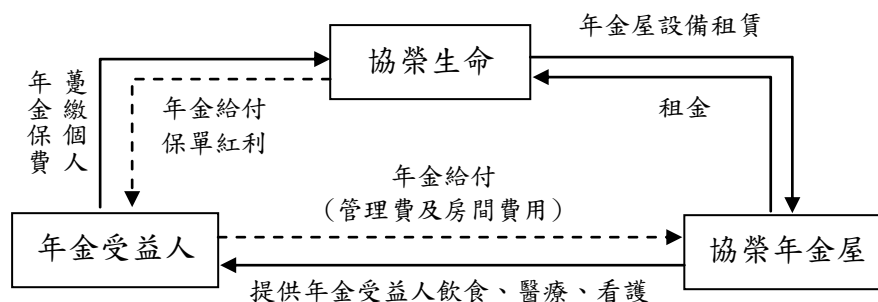 年金屋設備租賃
協榮生命
租金
躉繳個人
年金保費
年金給付
保單紅利
年金給付
（管理費及房間費用）
年金受益人
協榮年金屋
提供年金受益人飲食、醫療、看護